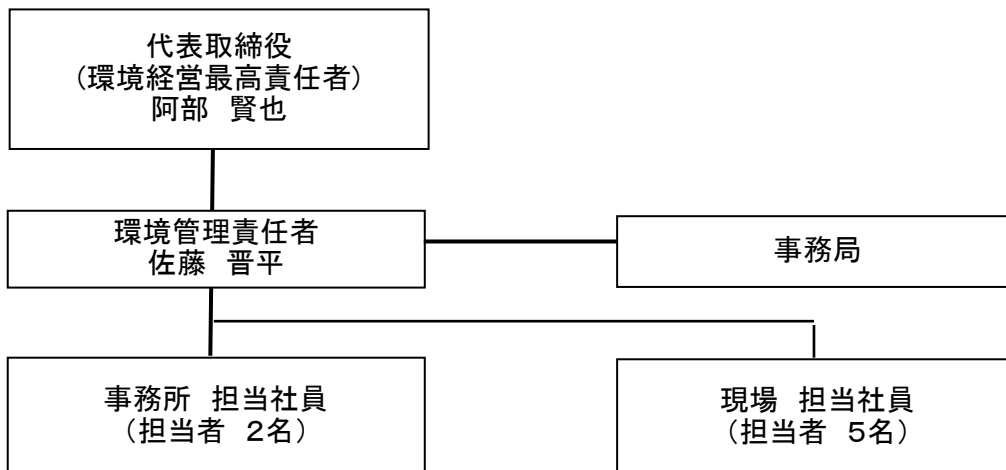 代表取締役
（環境経営最高責任者）
阿部　賢也
環境管理責任者
佐藤　晋平
事務局
事務所　担当社員
（担当者　２名）
現場　担当社員
（担当者　５名）